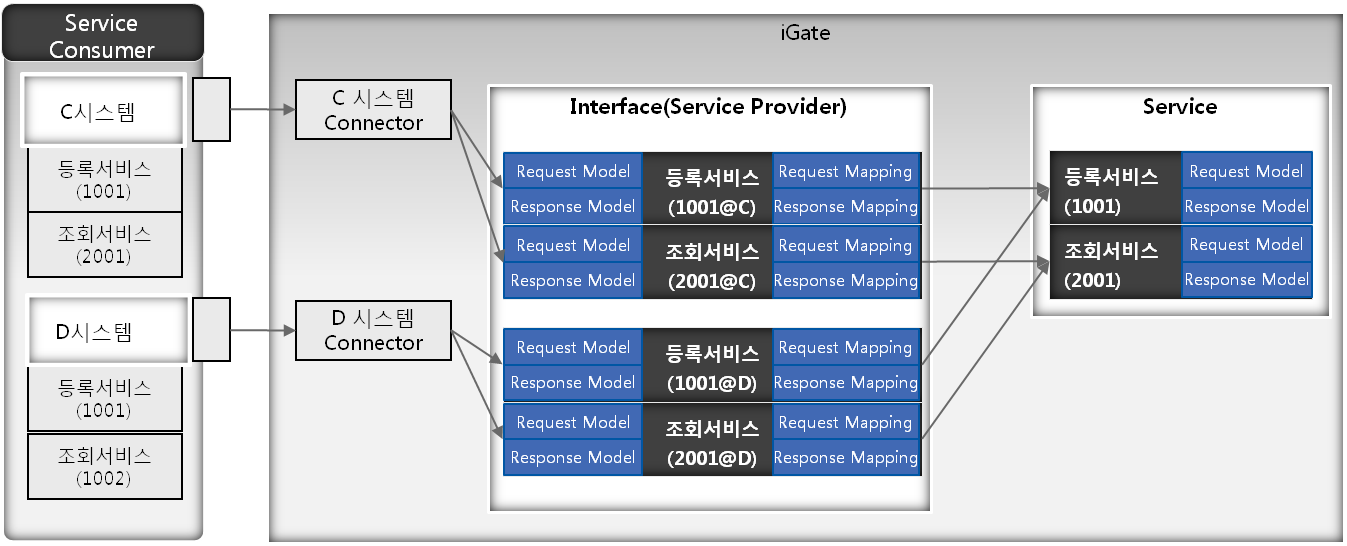 Service
Consumer
C시스템
등록서비스
(1001)
조회서비스
(2001)
D시스템
등록서비스
(1001)
조회서비스
(1002)
iGate
C 시스템
Connector
D 시스템
Connector
Interface(Service Provider)
Request Model
Response Model
등록서비스
(1001@C)
Request Mapping
Response Mapping
Request Model
Response Model
조회서비스
(2001@C)
Request Mapping
Response Mapping
Request Model
Response Model
등록서비스
(1001@D)
Request Mapping
Response Mapping
Request Model
Response Model
조회서비스
(2001@D)
Request Mapping
Response Mapping
Service
등록서비스
(1001)
Request Model
Response Model
조회서비스
(2001)
Request Model
Response Model